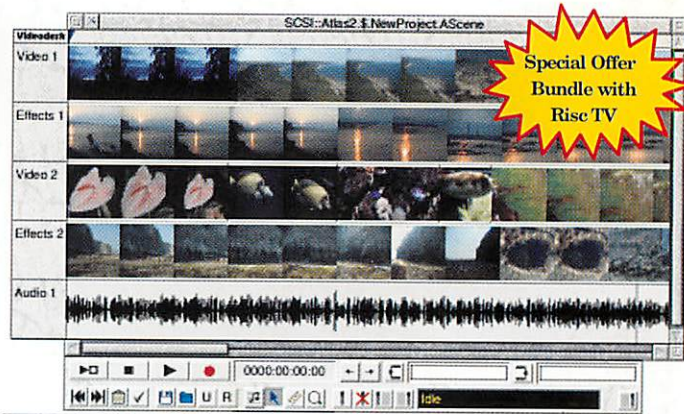 SCSI::Atlas2.$.NewProject AScene
Videodesk
Video 1
Special Offer
Bundle with
Risc TV
Effects 1
Video 2
Effects 2
Audio 1
0000:00:00:00
U R
Idle